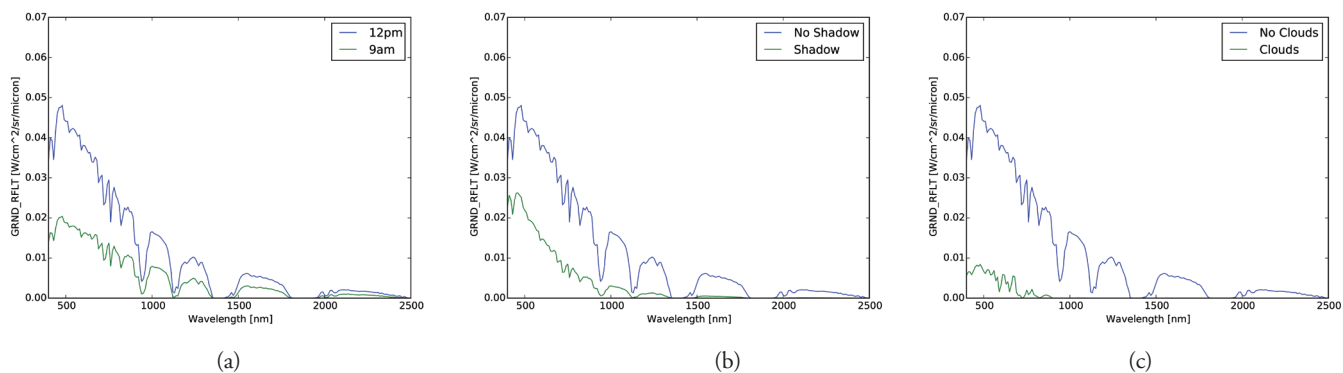 0.07
0.06
0.05
0.04
0.03
0.02
0.01
0.00
GRND_RFLT [W/cm^2/sr/micron]
500 1000 1500 2000 2500
Wavelength [nm]
12pm
9am
(a)
0.07
0.06
0.05
0.04
0.03
0.02
0.01
0.00
GRND_RFLT [W/cm^2/sr/micron]
500 1000 1500 2000 2500
Wavelength [nm]
No Shadow
Shadow
(b)
0.07
0.06
0.05
0.04
0.03
0.02
0.01
0.00
GRND_RFLT [W/cm^2/sr/micron]
500 1000 1500 2000 2500
Wavelength [nm]
No Clouds
Clouds
(c)